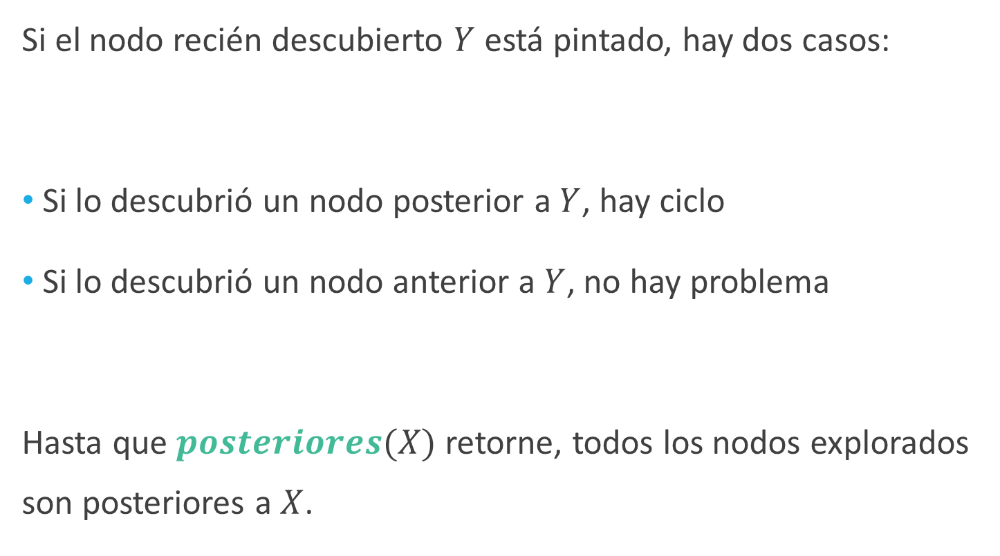 Si el nodo recién descubierto Y está pintado, hay dos casos:
• Si lo descubrió un nodo posterior a Y, hay ciclo
• Si lo descubrió un nodo anterior a Y, no hay problema
Hasta que posteriores(X) retorne, todos los nodos explorados
son posteriores a X.